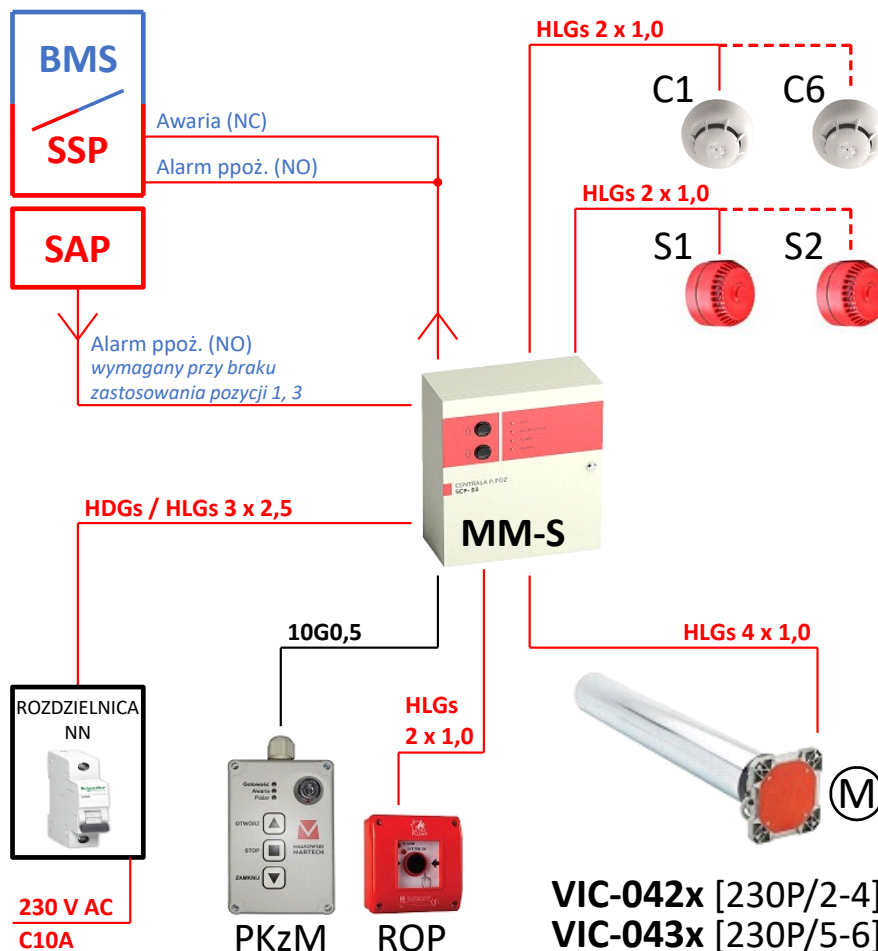 BMS
SSP
SAP
Awaria (NC)
Alarm ppoż. (NO)
HLGs 2 x 1,0
C1
C6
HLGs 2 x 1,0
S1
S2
Alarm ppoż. (NO)
wymagany przy braku
zastosowania pozycji 1, 3
CENTRALA P.POŻ
MM-S
HDGs / HLGs 3 x 2,5
10G0,5
HLGs
2 x 1,0
HLGs 4 x 1,0
ROZDZIELNICA
NN
Schneider
Gotowość
Awaria
Pożar
OTWÓRZ
STOP
ZAMKNIJ
MAŁKOWSKI
MARTECH
M
230 V AC
C10A
PKzM
ROP
VIC-042x [230P/2-4]
VIC-043x [230P/5-6]